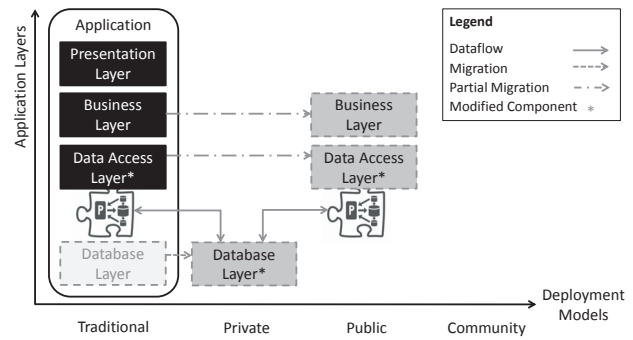 Application
Presentation
Layer
Business
Layer
Data Access
Layer*
P
Database
Layer
Database
Layer*
Business
Layer
Data Access
Layer*
P
Legend
Dataflow
Migration
Partial Migration
Modified Component *
Application Layers
Traditional
Private
Public
Community
Deployment
Models